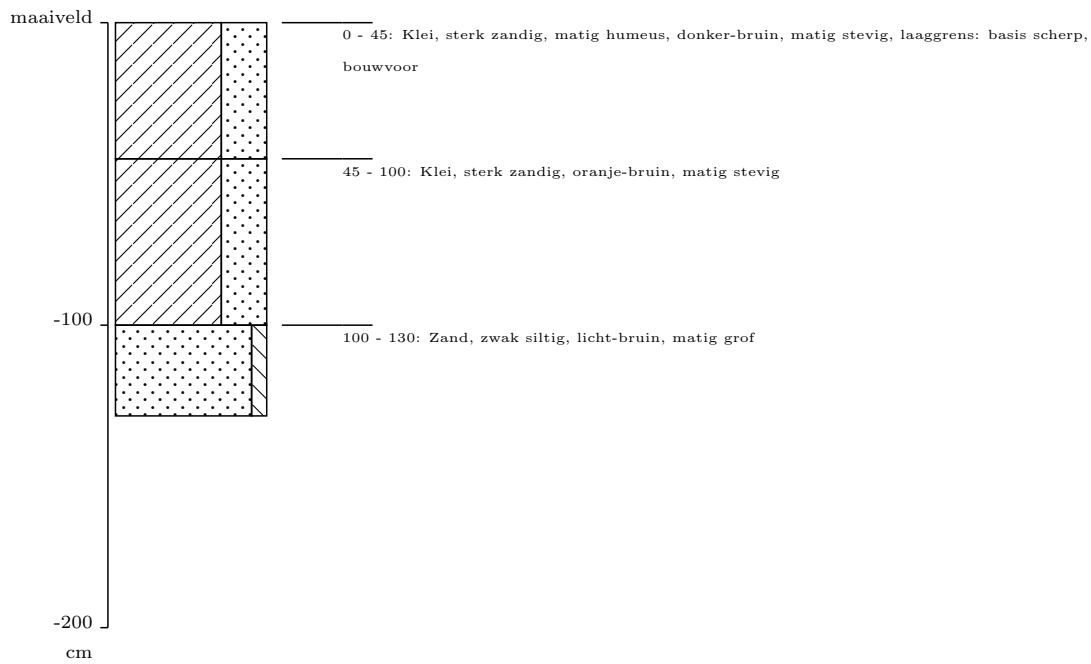 maaiveld
0 - 45: Klei, sterk zandig, matig humeus, donker-bruin, matig stevig, laaggrens: basis scherp,
bouwvoor
45 - 100: Klei, sterk zandig, oranje-bruin, matig stevig
-100
100 - 130: Zand, zwak siltig, licht-bruin, matig grof
-200
cm